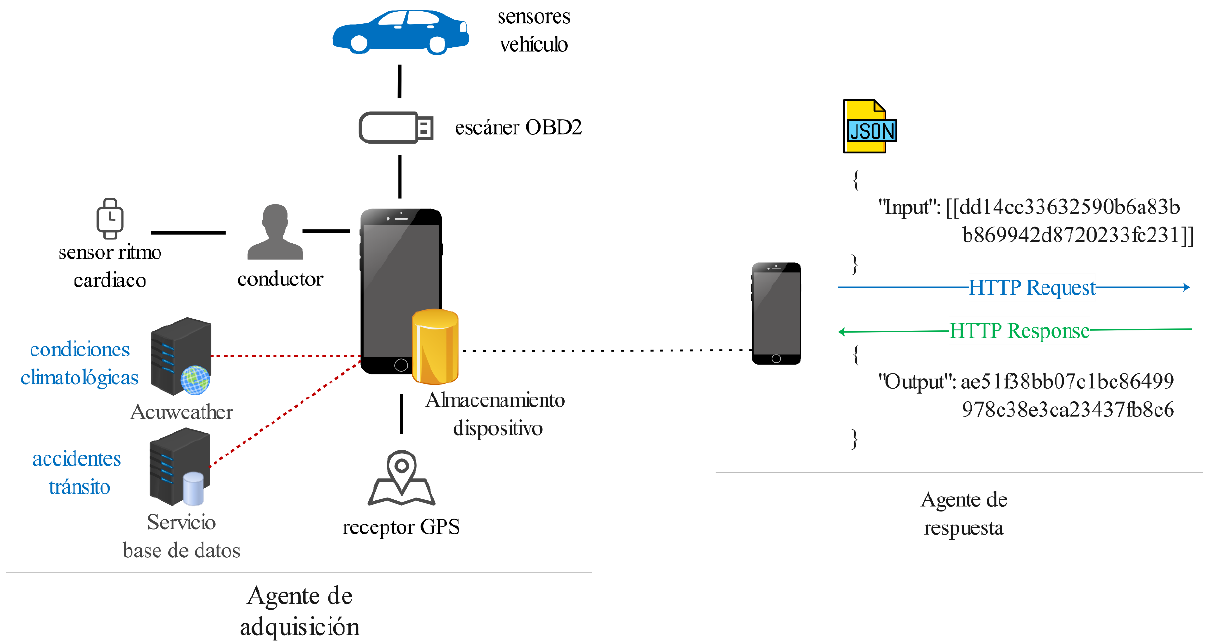 sensores
vehículo
escáner OBD2
sensor ritmo
cardiaco
conductor
condiciones
climatológicas
Acuweather
accidentes
tránsito
Servicio
base de datos
Almacenamiento
dispositivo
receptor GPS
Agente de
adquisición
JSON
{
"Input": [[dd14cc33632590b6a83b
b869942d8720233fc231]]
}
HTTP Request
HTTP Response
{
"Output": ae51f38bb07c1bc86499
978c38e3ca23437fb8c6
}
Agente de
respuesta